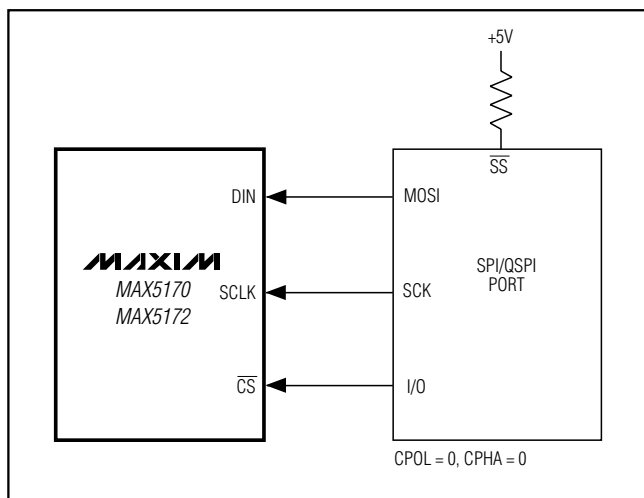 +5V
SS
DIN
MOSI
MAXIM
MAX5170
MAX5172
SPI/QSPI
PORT
SCLK
SCK
CS
I/O
CPOL = 0, CPHA = 0